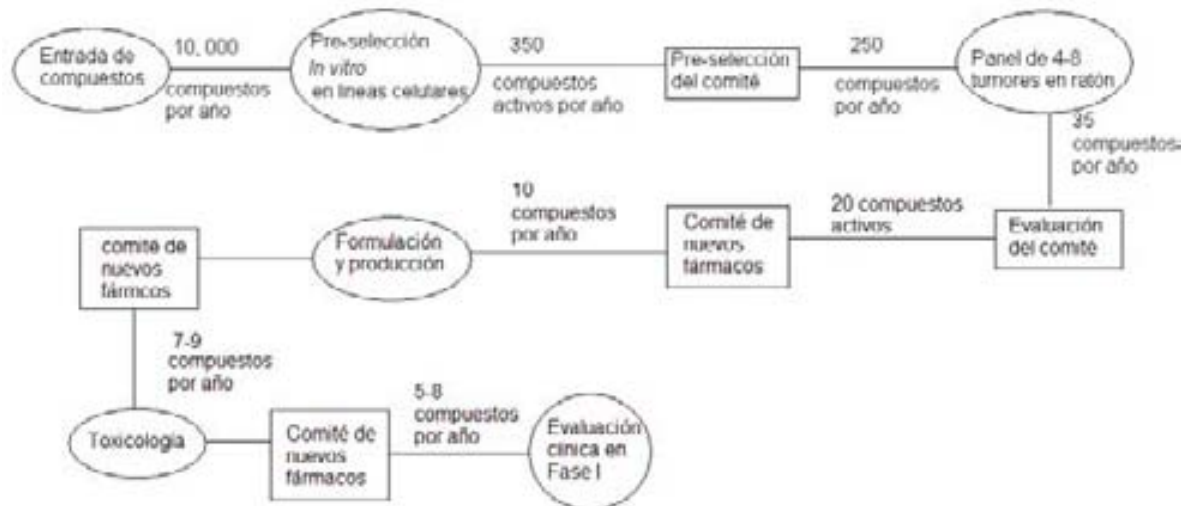 Entrada de
compuestos
10, 000
compuestos
por año
Pre-selección
In vitro
en líneas celulares
350
compuestos
activos por año
Pre-selección
del comité
250
compuestos
por año
Panel de 4-8
tumores en ratón
35
compuestos
por año
Evaluación
del comité
20 compuestos
activos
Comité de
nuevos
fármacos
10
compuestos
por año
Formulación
y producción
comité de
nuevos
fármcos
7-9
compuestos
por año
Toxicología
Comité de
nuevos
fármacos
5-8
compuestos
por año
Evaluación
clínica en
Fase I